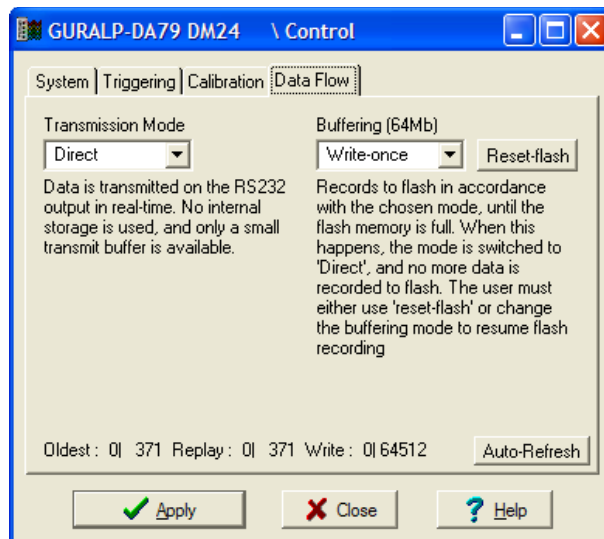 GURALP-DA79 DM24 \ Control
System Triggering Calibration Data Flow
Transmission Mode
Direct
Data is transmitted on the RS232
output in real-time. No internal
storage is used, and only a small
transmit buffer is available.
Buffering (64Mb)
Write-once Reset-flash
Records to flash in accordance
with the chosen mode, until the
flash memory is full. When this
happens, the mode is switched to
'Direct', and no more data is
recorded to flash. The user must
either use 'reset-flash' or change
the buffering mode to resume flash
recording
Oldest : 0| 371 Replay : 0| 371 Write : 0| 64512 Auto-Refresh
Apply Close Help